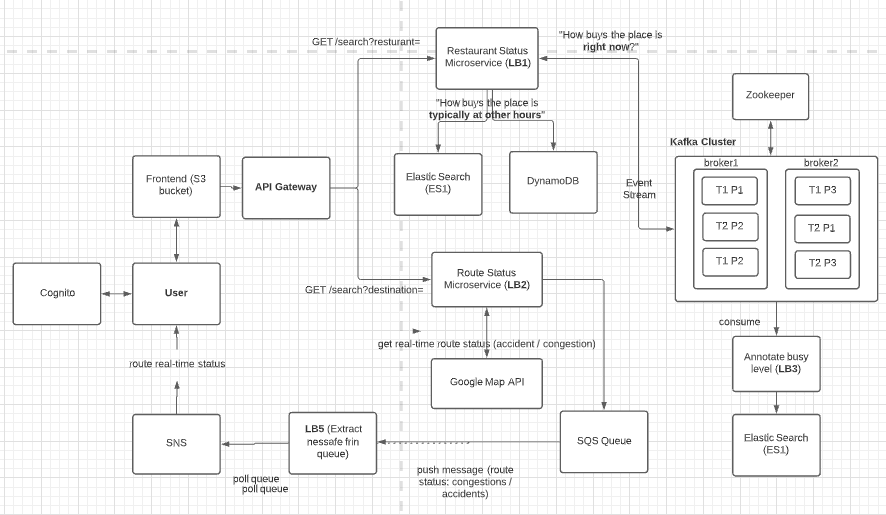 GET /search?resturant=
Restaurant Status
Microservice (LB1)
"How buys the place is
right now?"
"How buys the place is
typically at other hours"
Zookeeper
Kafka Cluster
broker1
broker2
T1 P1
T2 P2
T1 P2
T1 P3
T2 P1
T2 P3
Event
Stream
Frontend (S3
bucket)
API Gateway
Elastic Search
(ES1)
DynamoDB
Cognito
User
GET /search?destination=
Route Status
Microservice (LB2)
get real-time route status (accident / congestion)
Google Map API
consume
Annotate busy
level (LB3)
Elastic Search
(ES1)
route real-time status
SNS
LB5 (Extract
nessafe frin
queue)
SQS Queue
poll queue
poll queue
push message (route
status: congestions /
accidents)